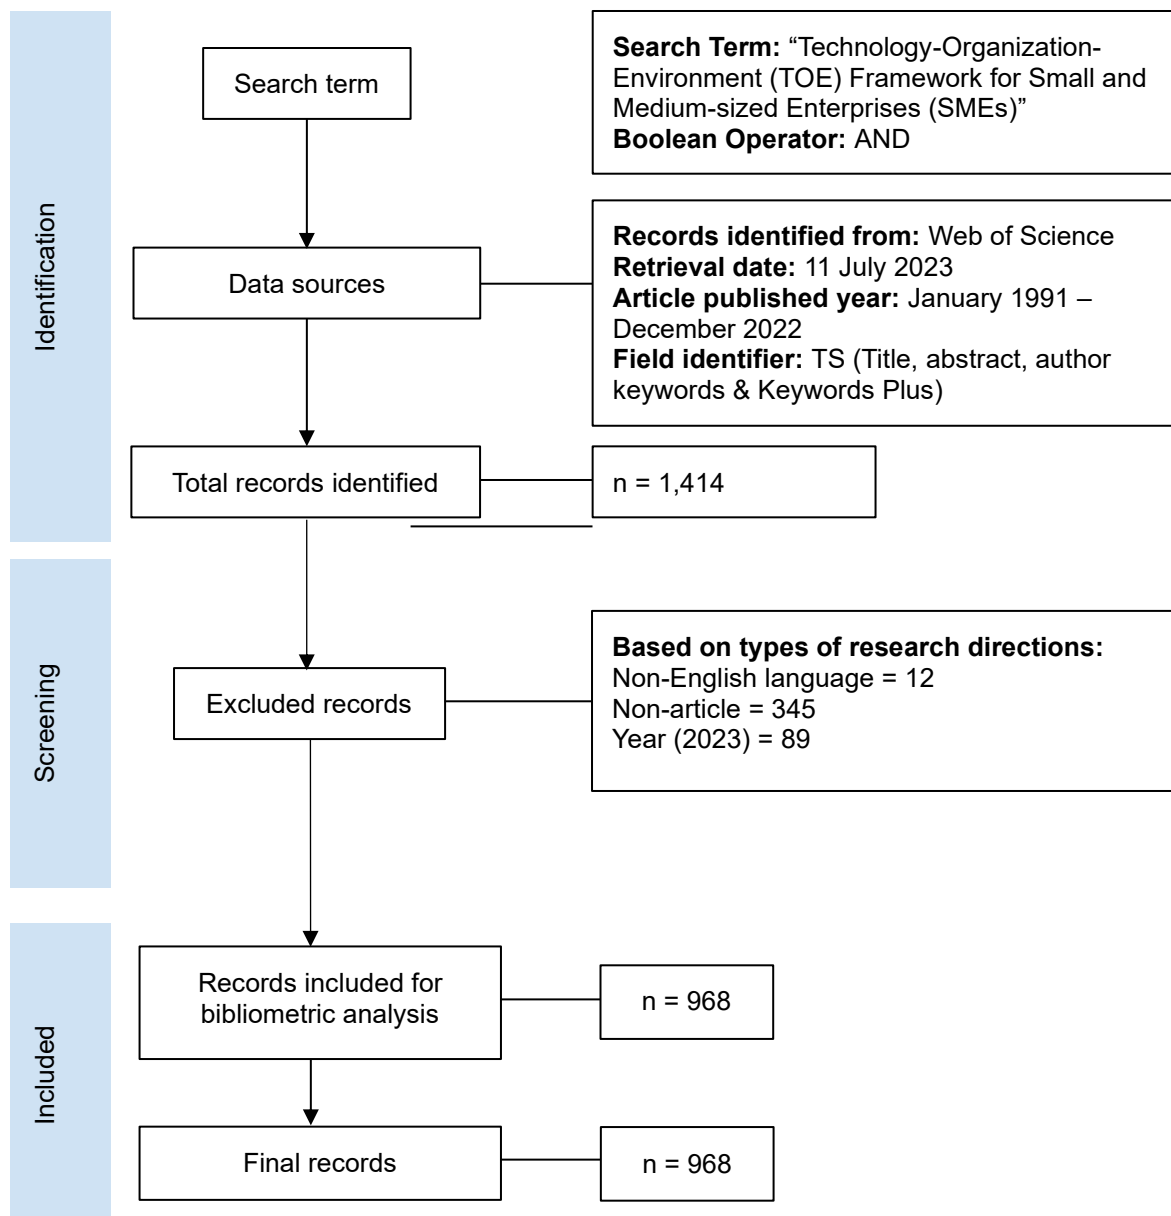 Identification
Search term
Search Term: “Technology-Organization-
Environment (TOE) Framework for Small and
Medium-sized Enterprises (SMEs)”
Boolean Operator: AND
Data sources
Records identified from: Web of Science
Retrieval date: 11 July 2023
Article published year: January 1991 –
December 2022
Field identifier: TS (Title, abstract, author
keywords & Keywords Plus)
Total records identified
n = 1,414
Screening
Excluded records
Based on types of research directions:
Non-English language = 12
Non-article = 345
Year (2023) = 89
Included
Records included for
bibliometric analysis
n = 968
Final records
n = 968